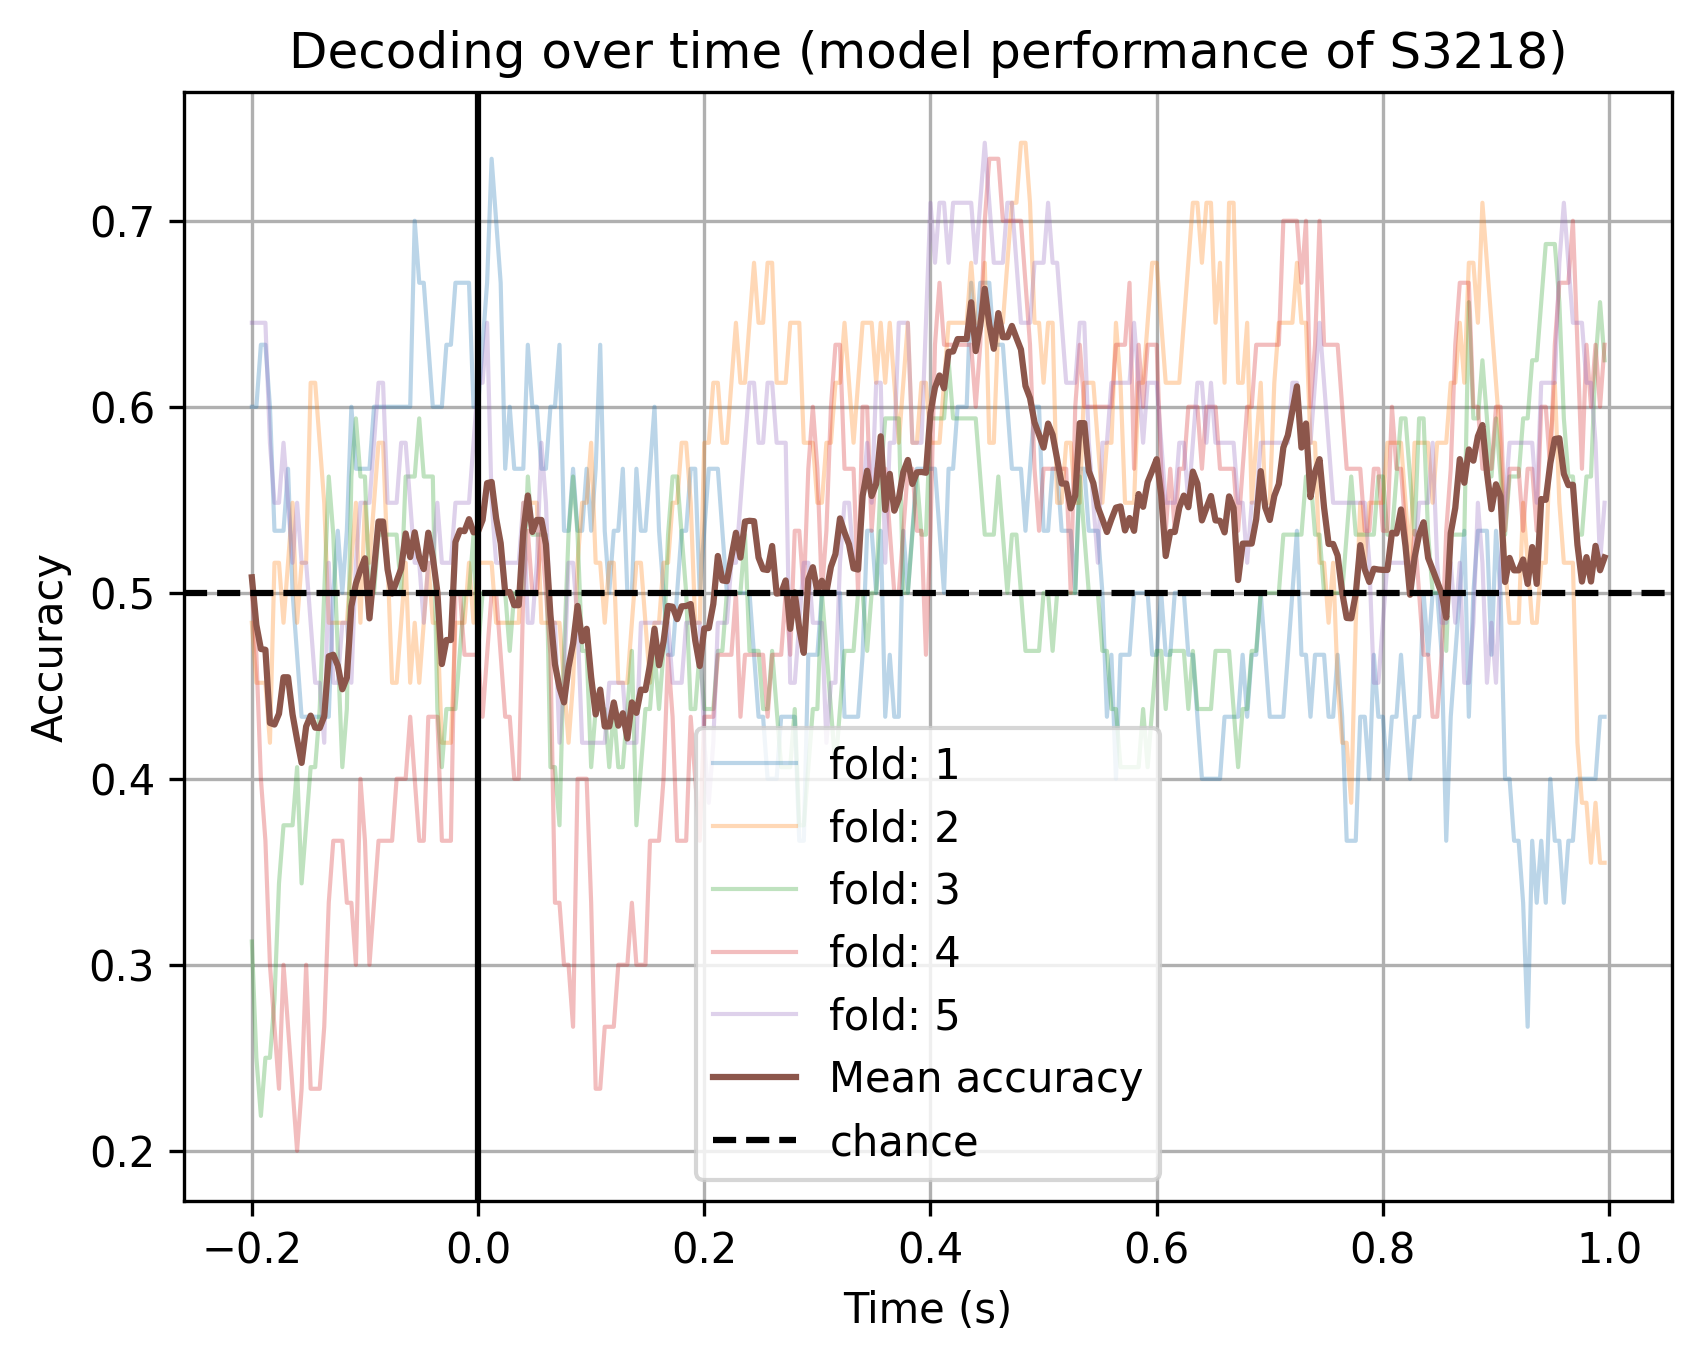 Decoding over time (model performance of S3218)
Accuracy
0.7
0.6
0.5
0.4
0.3
0.2
fold: 1
fold: 2
fold: 3
fold: 4
fold: 5
Mean accuracy
chance
−0.2 0.0 0.2 0.4 0.6 0.8 1.0
Time (s)